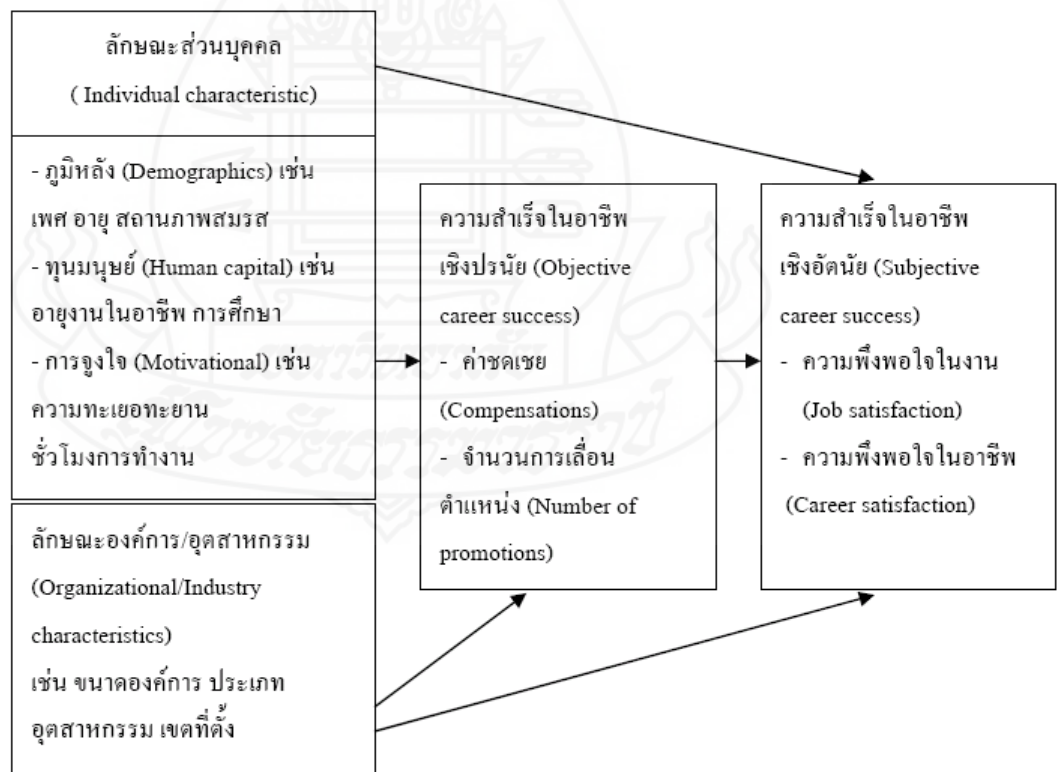 ลักษณะส่วนบุคคล
( Individual characteristic)
- ภูมิหลัง (Demographics) เช่น
เพศ อายุ สถานภาพสมรส
- ทุนมนุษย์ (Human capital) เช่น
อายุงานในอาชีพ การศึกษา
- การจูงใจ (Motivational) เช่น
ความทะเยอทะยาน
ชั่วโมงการทำงาน
ลักษณะองค์การ/อุตสาหกรรม
(Organizational/Industry
characteristics)
เช่น ขนาดองค์การ ประเภท
อุตสาหกรรม เขตที่ตั้ง
ความสำเร็จในอาชีพ
เชิงปรนัย (Objective
career success)
- ค่าชดเชย
(Compensations)
- จำนวนการเลื่อน
ตำแหน่ง (Number of
promotions)
ความสำเร็จในอาชีพ
เชิงอัตนัย (Subjective
career success)
- ความพึงพอใจในงาน
(Job satisfaction)
- ความพึงพอใจในอาชีพ
(Career satisfaction)